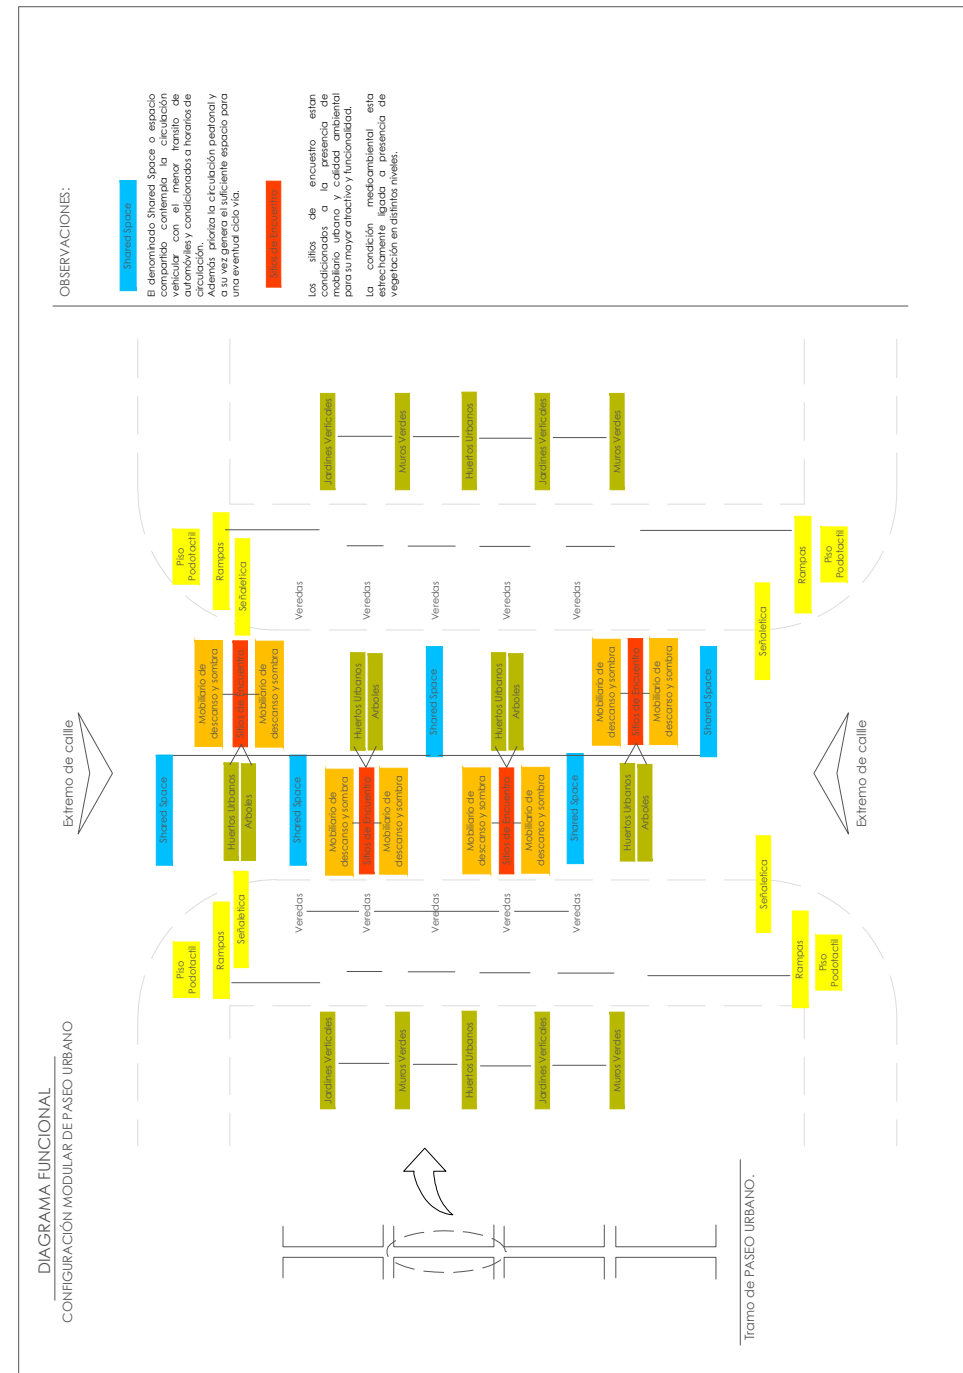 DIAGRAMA FUNCIONAL
CONFIGURACIÓN MODULAR DE PASEO URBANO
Tramo de PASEO URBANO.
Jardines Verticales
Muros Verdes
Huertos Urbanos
Jardines Verticales
Muros Verdes
Piso
Podotactil
Rampas
Señaletica
Veredas
Veredas
Veredas
Veredas
Veredas
Señaletica
Rampas
Piso
Podotactil
Extremo de callle
Shared Space
Huertos Urbanos
Arboles
Shared Space
Mobiliario de
descanso y sombra
Sitios de Encuentro
Mobiliario de
descanso y sombra
Mobiliario de
descanso y sombra
Sitios de Encuentro
Mobiliario de
descanso y sombra
Shared Space
Huertos Urbanos
Arboles
Extremo de callle
Mobiliario de
descanso y sombra
Sitios de Encuentro
Mobiliario de
descanso y sombra
Huertos Urbanos
Arboles
Shared Space
Huertos Urbanos
Arboles
Mobiliario de
descanso y sombra
Sitios de Encuentro
Mobiliario de
descanso y sombra
Shared Space
Piso
Podotactil
Rampas
Señaletica
Veredas
Veredas
Veredas
Veredas
Veredas
Señaletica
Rampas
Piso
Podotactil
Jardines Verticales
Muros Verdes
Huertos Urbanos
Jardines Verticales
Muros Verdes
OBSERVACIONES:
Shared Space
El denominado Shared Space o espacio
compartido contempla la circulación
vehicular con el menor transito de
automóviles y condicionados a horarios de
circulación.
Además prioriza la circulación peatonal y
a su vez genera el suficiente espacio para
una eventual ciclo vía.
Sitios de Encuentro
Los sitios de encuestro estan
condicionados a la presencia de
mobiliario urbano y calidad ambiental
para su mayor atractivo y funcionalidad.
La condición medioambiental esta
estrechamente ligada a presencia de
vegetación en distintos niveles.